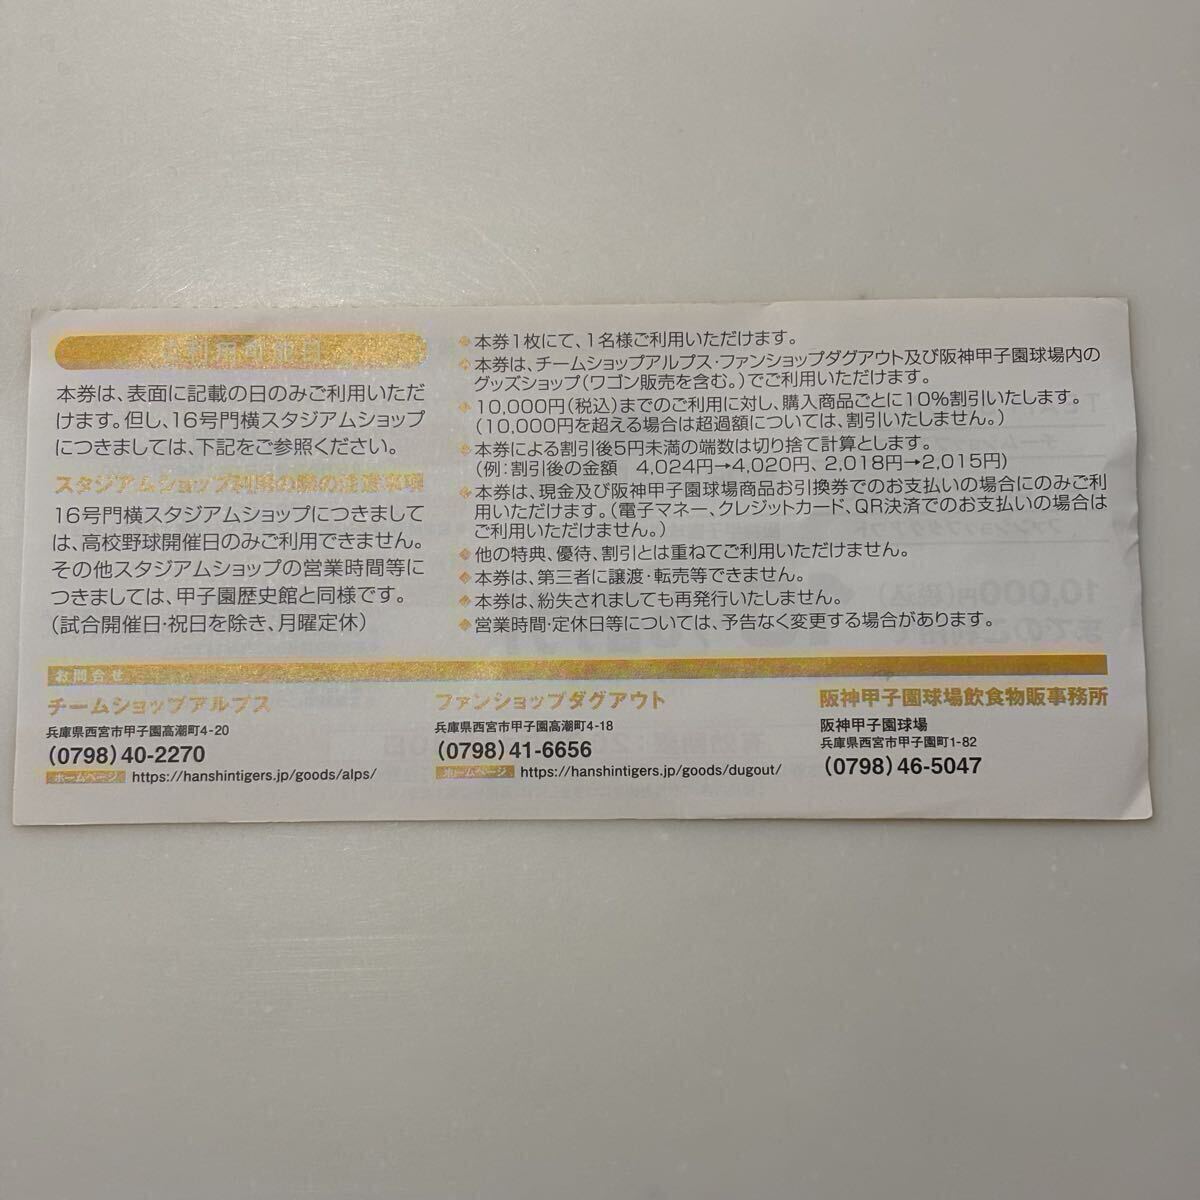 本券は、表面に記載の日のみご利用いただ
けます。但し、16号門横スタジアムショップ
につきましては、下記をご参照ください。
スタジアムショップ利用の際の注意事項
16号門横スタジアムショップにつきまして
は、高校野球開催日のみご利用できません。
その他スタジアムショップの営業時間等に
つきましては、甲子園歴史館と同様です。
(試合開催日・祝日を除き、月曜定休)
本券1枚にて、1名様ご利用いただけます。
本券は、チームショップアルプス・ファンショップダグアウト及び阪神甲子園球場内の
グッズショップ(ワゴン販売を含む。)でご利用いただけます。
10,000円(税込)までのご利用に対し、購入商品ごとに10%割引いたします。
(10,000円を超える場合は超過額については、割引いたしません。)
本券による割引後5円未満の端数は切り捨て計算とします。
(例:割引後の金額 4,024円→4,020円、2,018円→2,015円)
本券は、現金及び阪神甲子園球場商品お引換券でのお支払いの場合にのみご利
用いただけます。(電子マネー、クレジットカード、QR決済でのお支払いの場合は
ご利用いただけません。)
他の特典、優待、割引とは重ねてご利用いただけません。
本券は、第三者に譲渡・転売等できません。
本券は、紛失されましても再発行いたしません。
営業時間・定休日等については、予告なく変更する場合があります。
お問合せ
チームショップアルプス
兵庫県西宮市甲子園高潮町4-20
(0798)40-2270
ホームページ https://hanshintigers.jp/goods/alps/
ファンショップダグアウト
兵庫県西宮市甲子園高潮町4-18
(0798)41-6656
ホームページ https://hanshintigers.jp/goods/dugout/
阪神甲子園球場飲食物販事務所
阪神甲子園球場
兵庫県西宮市甲子園町1-82
(0798)46-5047